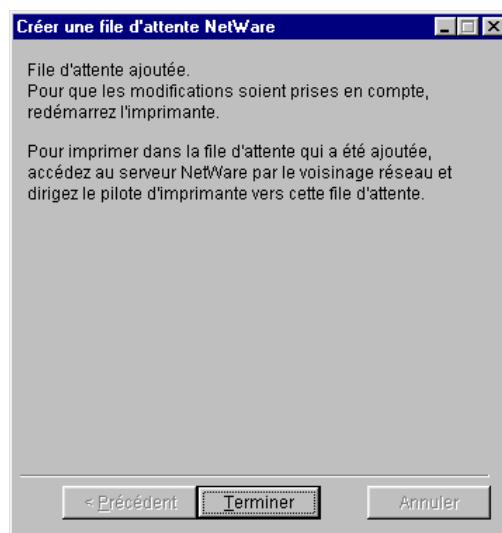 Créer une file d'attente NetWare
File d'attente ajoutée.
Pour que les modifications soient prises en compte,
redémarrez l'imprimante.
Pour imprimer dans la file d'attente qui a été ajoutée,
accédez au serveur NetWare par le voisinage réseau et
dirigez le pilote d'imprimante vers cette file d'attente.
< Précédent
Terminer
Annuler